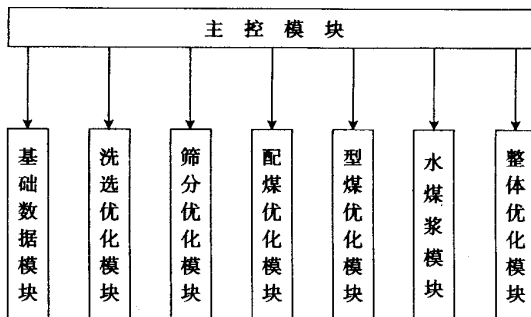 主控模块
基础数据模块
洗选优化模块
筛分优化模块
配煤优化模块
型煤优化模块
水煤浆模块
整体优化模块